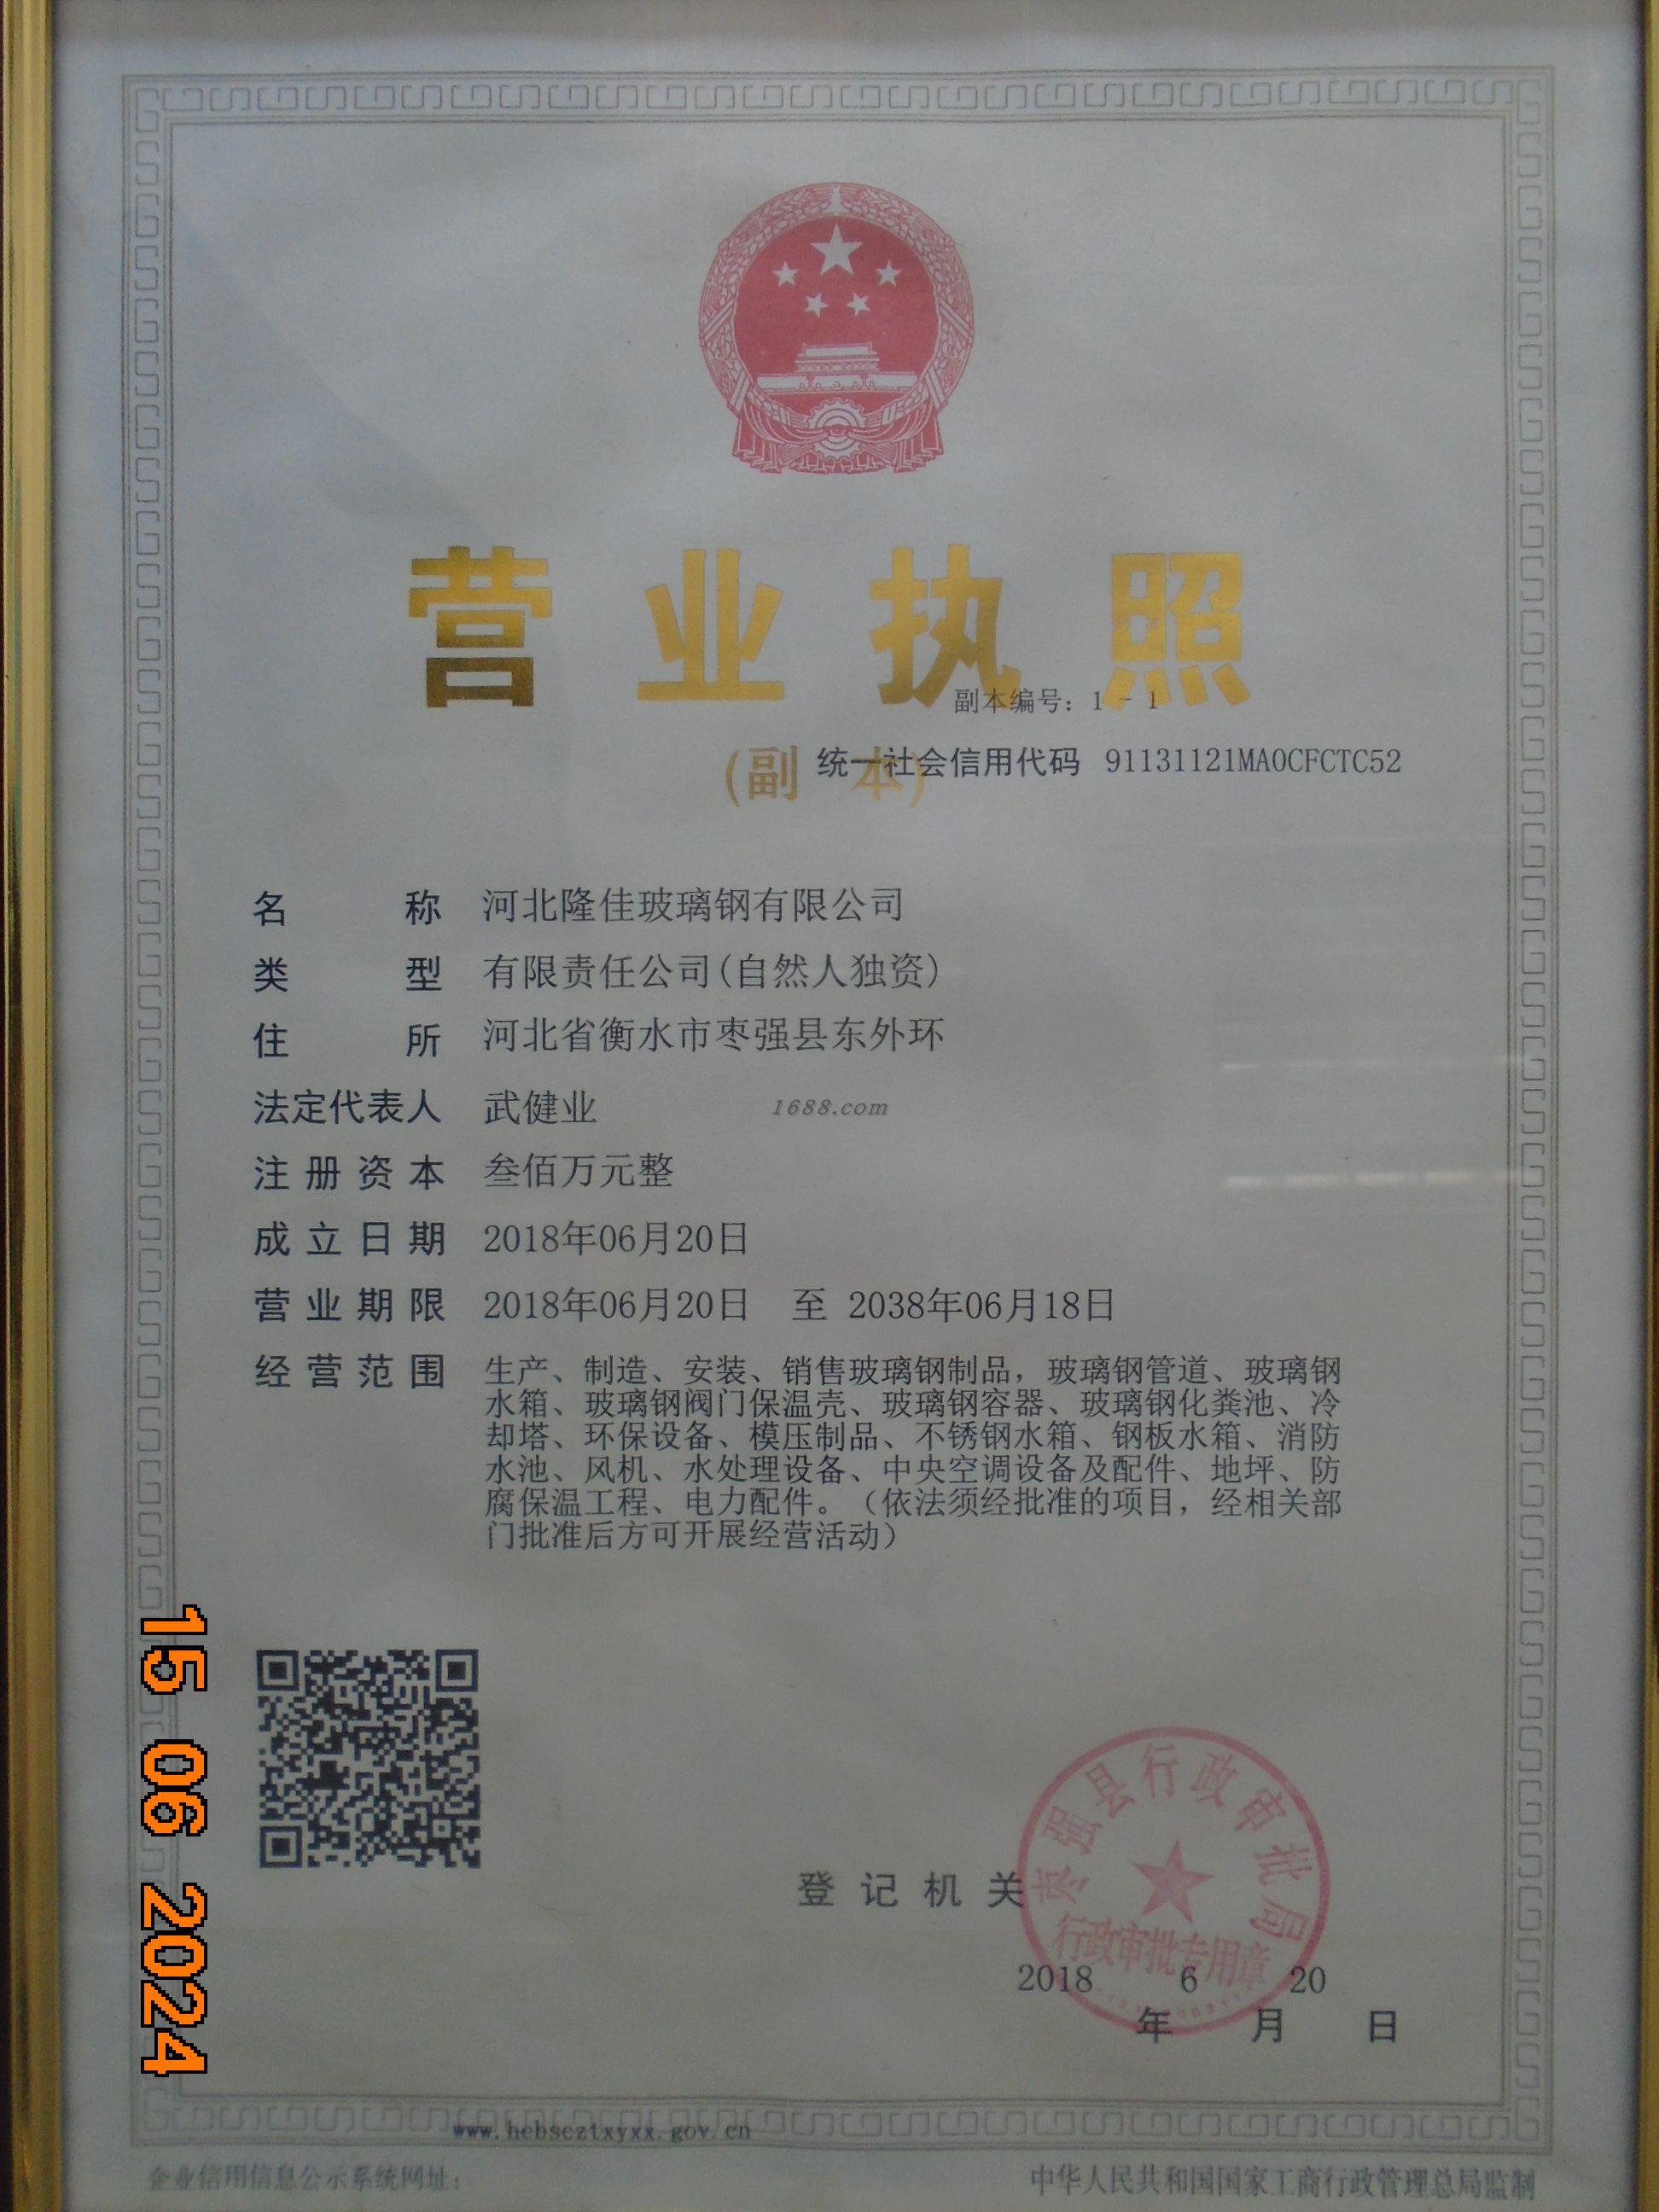 营业执照
副本编号：1-1
(副本)
统一社会信用代码 91131121MA0CFCTC52
名称 河北隆佳玻璃钢有限公司
类型 有限责任公司(自然人独资)
住所 河北省衡水市枣强县东外环
法定代表人 武健业
1688.com
注册资本 叁佰万元整
成立日期 2018年06月20日
营业期限 2018年06月20日 至 2038年06月18日
经营范围 生产、制造、安装、销售玻璃钢制品，玻璃钢管道、玻璃钢
水箱、玻璃钢阀门保温壳、玻璃钢容器、玻璃钢化粪池、冷
却塔、环保设备、模压制品、不锈钢水箱、钢板水箱、消防
水池、风机、水处理设备、中央空调设备及配件、地坪、防
腐保温工程、电力配件。（依法须经批准的项目，经相关部
门批准后方可开展经营活动）
15 06 2024
登记机关
枣强县行政审批局
行政审批专用章
2018 6 20
年 月 日
www.hebscztxyxx.gov.cn
企业信用信息公示系统网址：
中华人民共和国国家工商行政管理总局监制